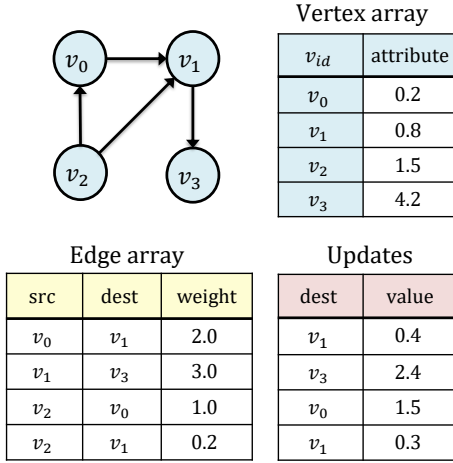 v0 v1
v2 v3
Vertex array
vid attribute
v0 0.2
v1 0.8
v2 1.5
v3 4.2
Edge array
src dest weight
v0 v1 2.0
v1 v3 3.0
v2 v0 1.0
v2 v1 0.2
Updates
dest value
v1 0.4
v3 2.4
v0 1.5
v1 0.3